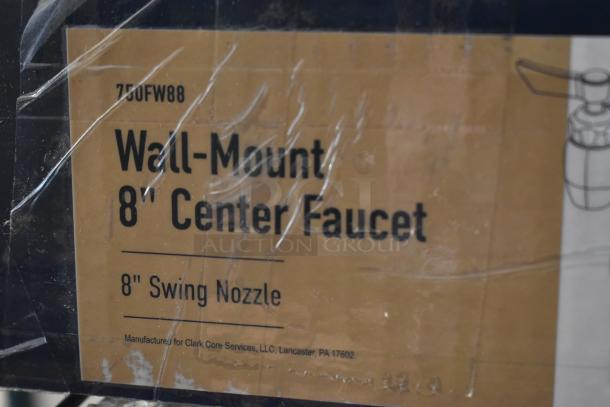 750FW88
Wall-Mount
8" Center Faucet
8" Swing Nozzle
Manufactured for Clark Core Services, LLC, Lancaster, PA 17602
AUCTION GROUP